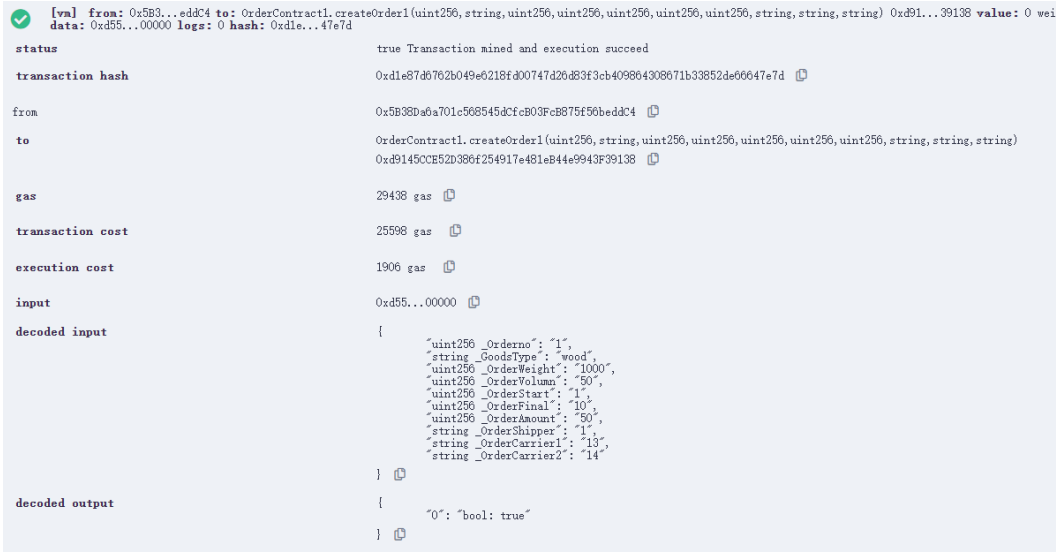 [vm] from: 0x5B3...eddC4 to: OrderContract1.createOrder1(uint256,string,uint256,uint256,uint256,uint256,uint256,string,string,string) 0xd91...39138 value: 0 wei
data: 0xd55...00000 logs: 0 hash: 0xd1e...47e7d
status true Transaction mined and execution succeed
transaction hash 0xd1e87d6762b049e6218fd00747d26d83f3cb409864308671b33852de66647e7d
from 0x5B38Da6a701c568545dCfcB03FcB875f56beddC4
to OrderContract1.createOrder1(uint256,string,uint256,uint256,uint256,uint256,uint256,string,string,string)
0xd9145CCE52D386f254917e481eB44e9943F39138
gas 29438 gas
transaction cost 25598 gas
execution cost 1906 gas
input 0xd55...00000
decoded input {
"uint256 _Orderno": "1",
"string _GoodsType": "wood",
"uint256 _OrderWeight": "1000",
"uint256 _OrderVolumn": "50",
"uint256 _OrderStart": "1",
"uint256 _OrderFinal": "10",
"uint256 _OrderAmount": "50",
"string _OrderShipper": "1",
"string _OrderCarrier1": "13",
"string _OrderCarrier2": "14"
}
decoded output {
"0": "bool: true"
}